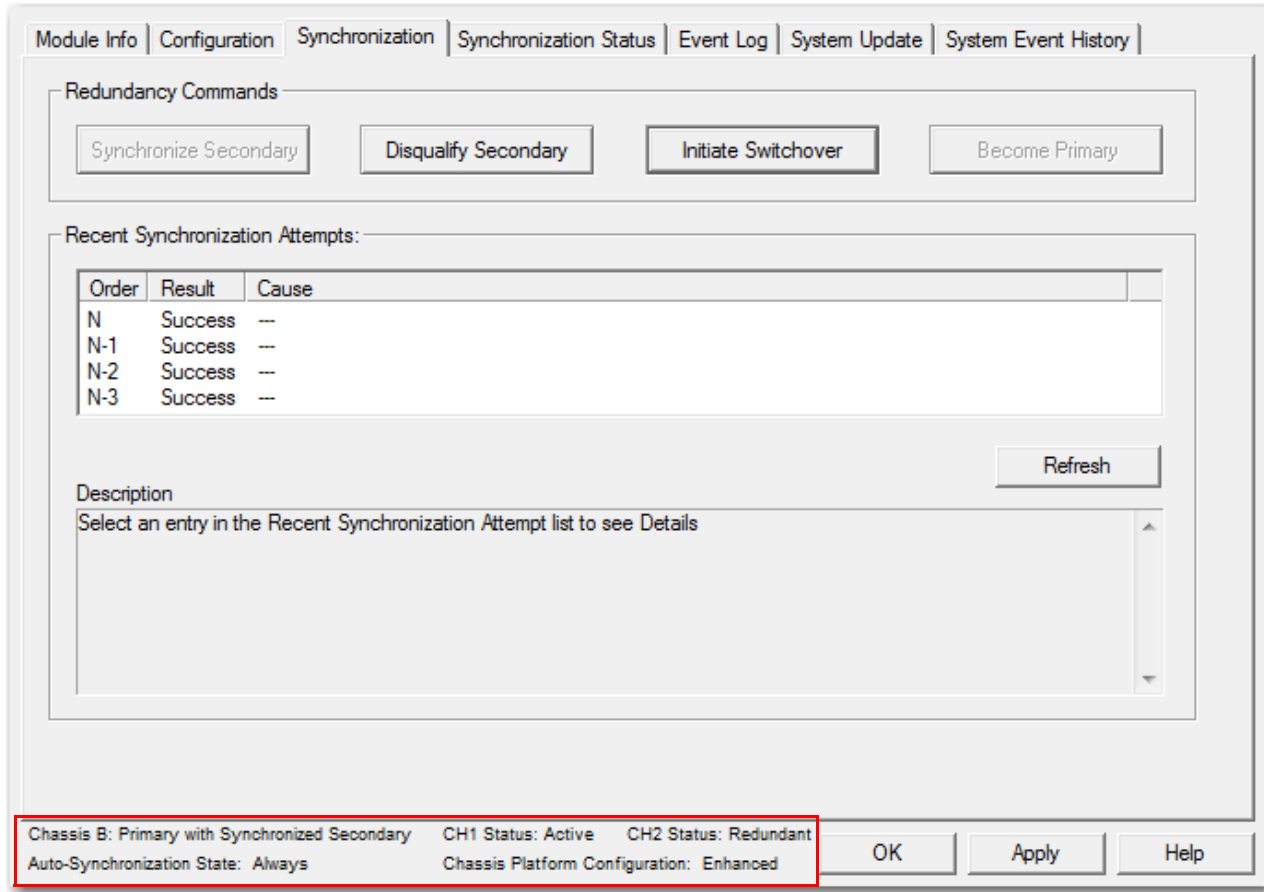 Module Info Configuration Synchronization Synchronization Status Event Log System Update System Event History
Redundancy Commands
Synchronize Secondary Disqualify Secondary Initiate Switchover Become Primary
Recent Synchronization Attempts:
Order Result Cause
N Success ---
N-1 Success ---
N-2 Success ---
N-3 Success ---
Refresh
Description
Select an entry in the Recent Synchronization Attempt list to see Details
Chassis B: Primary with Synchronized Secondary CH1 Status: Active CH2 Status: Redundant
Auto-Synchronization State: Always Chassis Platform Configuration: Enhanced
OK Apply Help